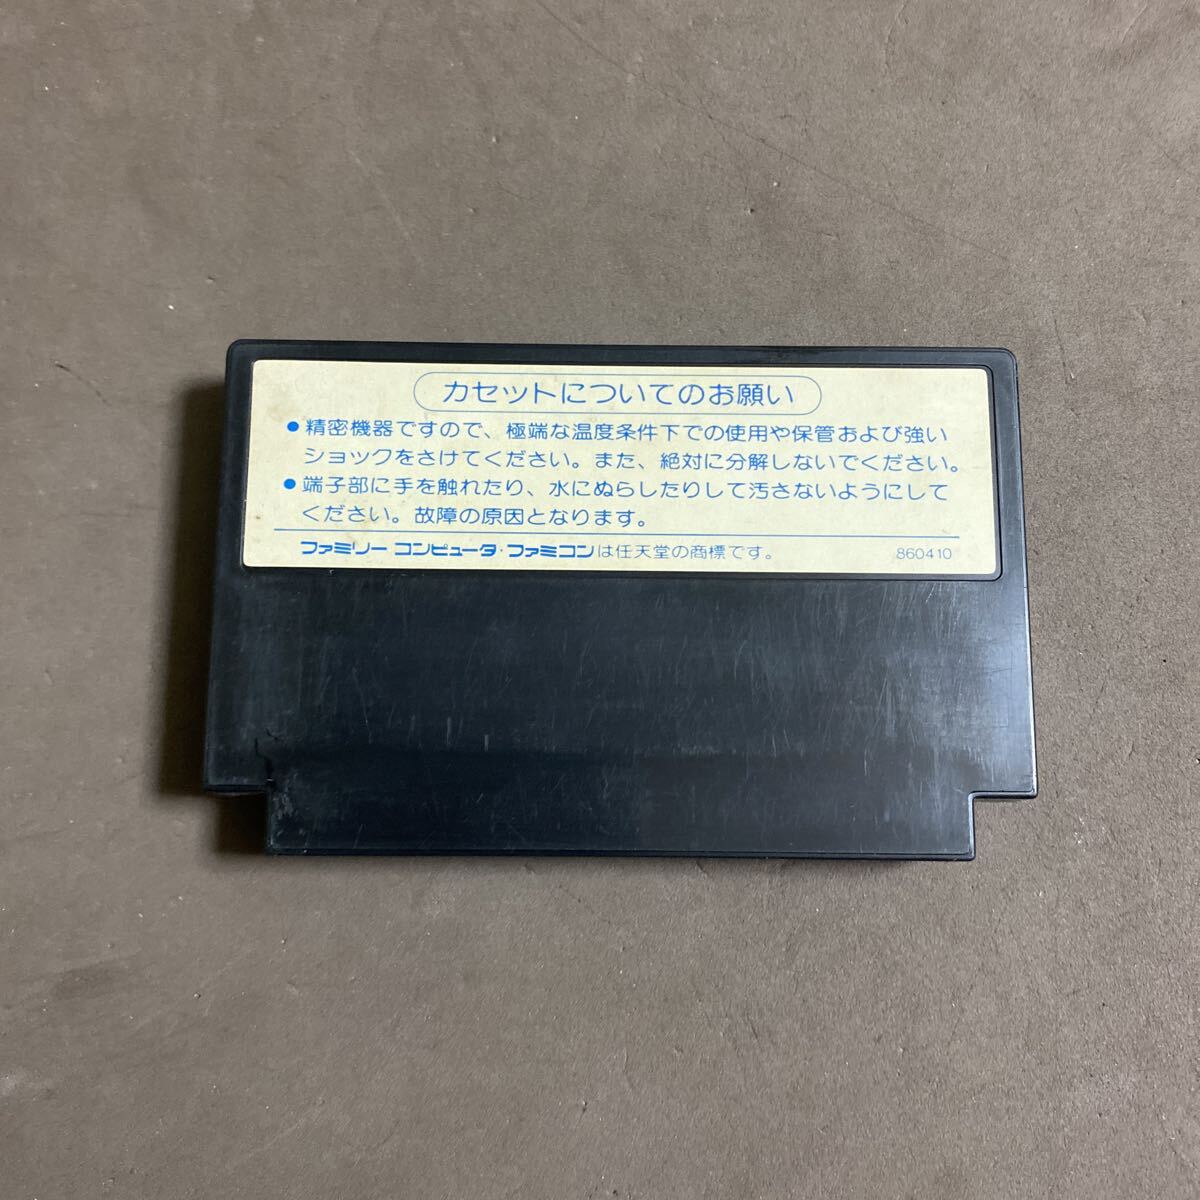 カセットについてのお願い
●精密機器ですので、極端な温度条件下での使用や保管および強い
ショックをさけてください。また、絶対に分解しないでください。
●端子部に手を触れたり、水にぬらしたりして汚さないようにして
ください。故障の原因となります。
ファミリー コンピュータ・ファミコンは任天堂の商標です。 860410